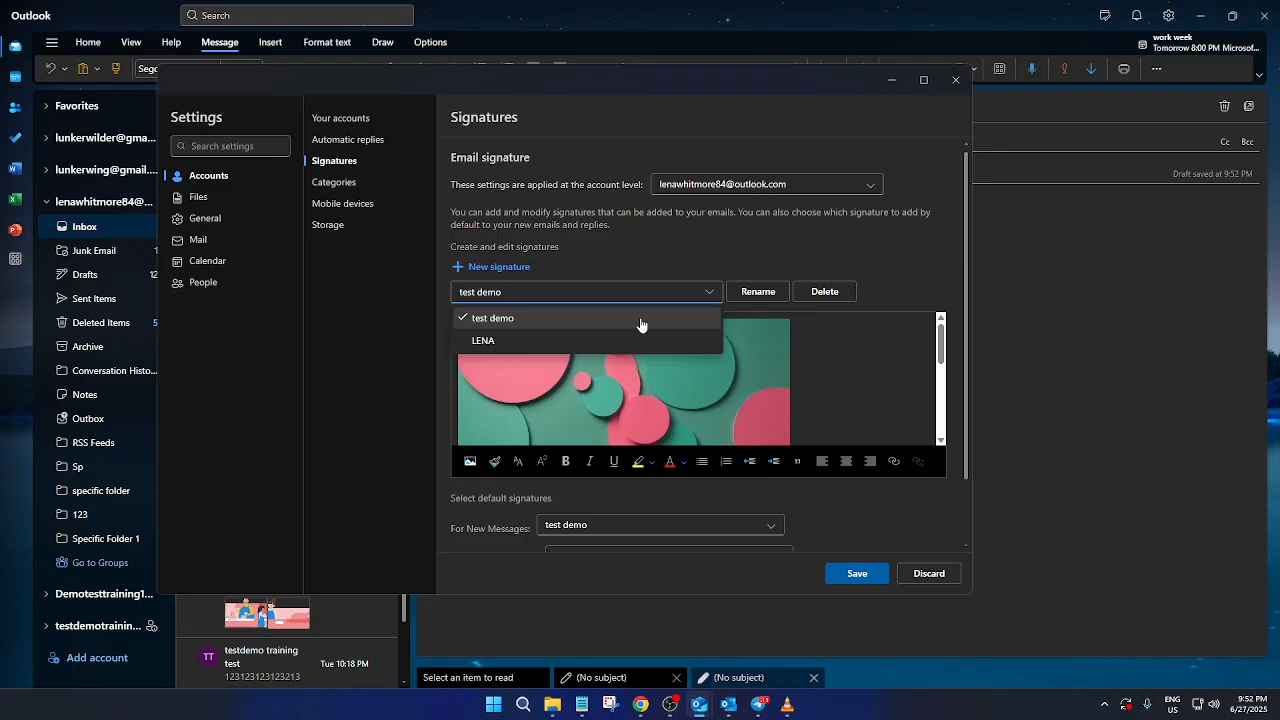 Outlook
Search
Home
View
Help
Message
Insert
Format text
Draw
Options
work week
Tomorrow 8:00 PM Microsof...
Favorites
lunkerwilder@gma...
lunkerwing@gmail....
lenawhitmore84@...
Inbox
Junk Email
Drafts
12
Sent Items
Deleted Items
5
Archive
Conversation Histo...
Notes
Outbox
RSS Feeds
Sp
specific folder
123
Specific Folder 1
Go to Groups
Demotesttraining1...
testdemotrainin...
Add account
Settings
Search settings
Accounts
Files
General
Mail
Calendar
People
Your accounts
Automatic replies
Signatures
Categories
Mobile devices
Storage
Signatures
Email signature
These settings are applied at the account level:
lenawhitmore84@outlook.com
You can add and modify signatures that can be added to your emails. You can also choose which signature to add by
default to your new emails and replies.
Create and edit signatures
New signature
test demo
Rename
Delete
test demo
LENA
Select default signatures
For New Messages:
test demo
Save
Discard
Cc
Bcc
Draft saved at 9:52 PM
TT
testdemo training
test
Tue 10:18 PM
123123123123213
Select an item to read
(No subject)
(No subject)
ENG
US
9:52 PM
6/27/2025